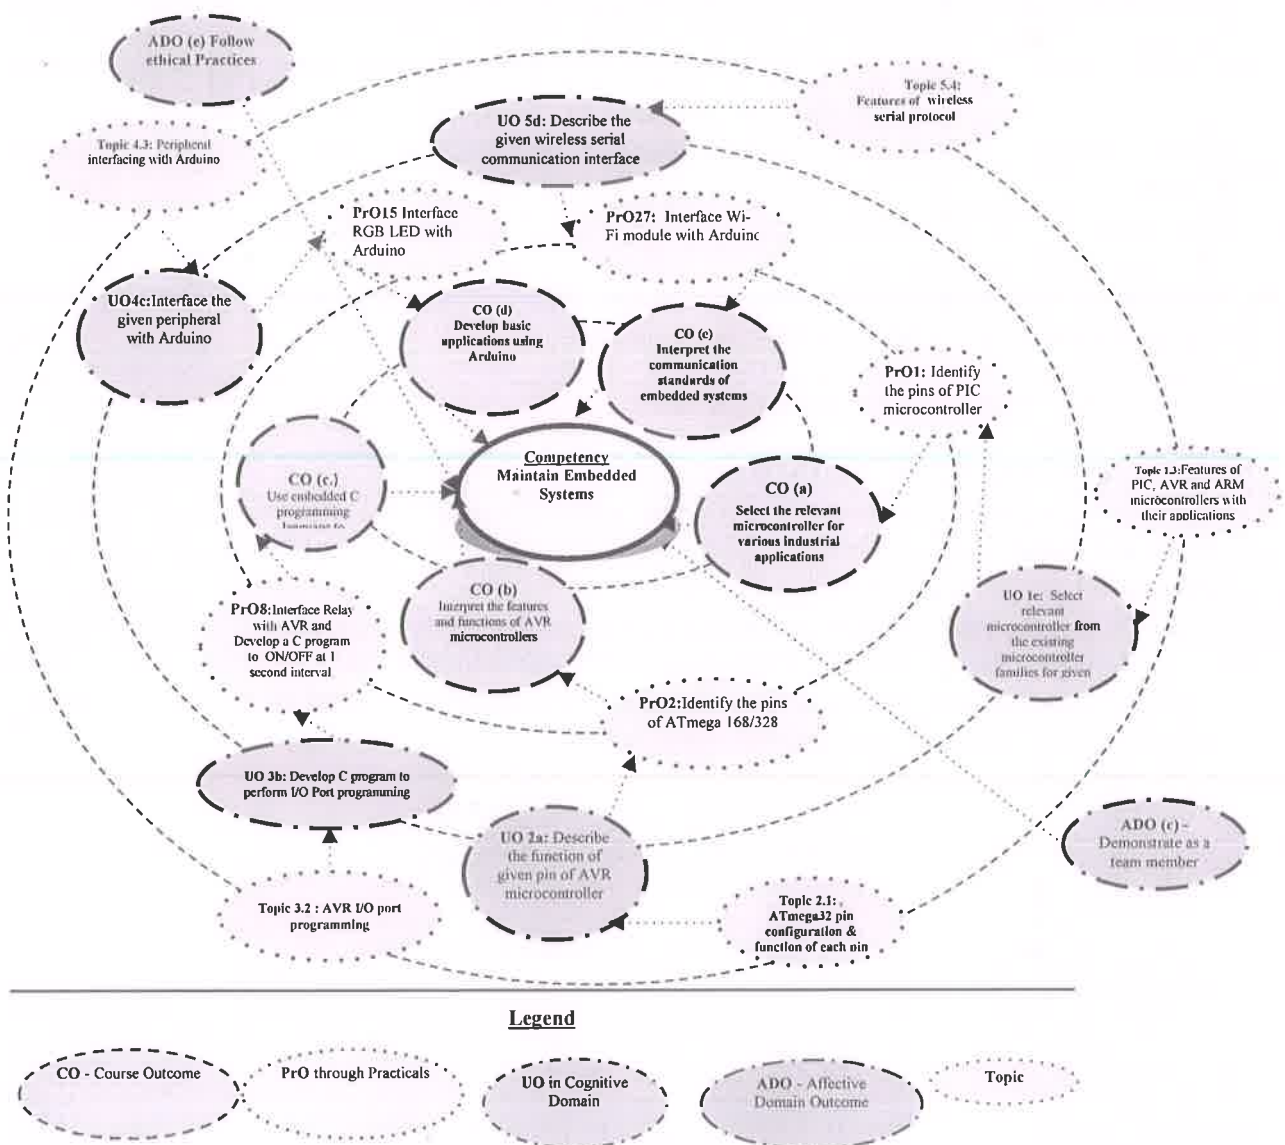 ADO (e) Follow
ethical Practices
Topic 5.4:
Features of wireless
serial protocol
UO 5d: Describe the
given wireless serial
communication interface
Topic 4.3: Peripheral
interfacing with Arduino
PrO15 Interface
RGB LED with
Arduino
PrO27: Interface Wi-
Fi module with Arduino
UO4c:Interface the
given peripheral
with Arduino
CO (d)
Develop basic
applications using
Arduino
CO (e)
Interpret the
communication
standards of
embedded systems
PrO1: Identify
the pins of PIC
microcontroller
Competency
Maintain Embedded
Systems
CO (c.)
Use embedded C
programming
CO (a)
Select the relevant
microcontroller for
various industrial
applications
Topic 1.3:Features of
PIC, AVR and ARM
microcontrollers with
their applications
CO (b)
Interpret the features
and functions of AVR
microcontrollers
UO 1e: Select
relevant
microcontroller from
the existing
microcontroller
families for given
PrO8:Interface Relay
with AVR and
Develop a C program
to ON/OFF at 1
second interval
PrO2:Identify the pins
of ATmega 168/328
UO 3b: Develop C program to
perform I/O Port programming
UO 2a: Describe
the function of
given pin of AVR
microcontroller
ADO (c) -
Demonstrate as a
team member
Topic 3.2 : AVR I/O port
programming
Topic 2.1:
ATmega32 pin
configuration &
function of each pin
Legend
CO - Course Outcome
PrO through Practicals
UO in Cognitive
Domain
ADO - Affective
Domain Outcome
Topic